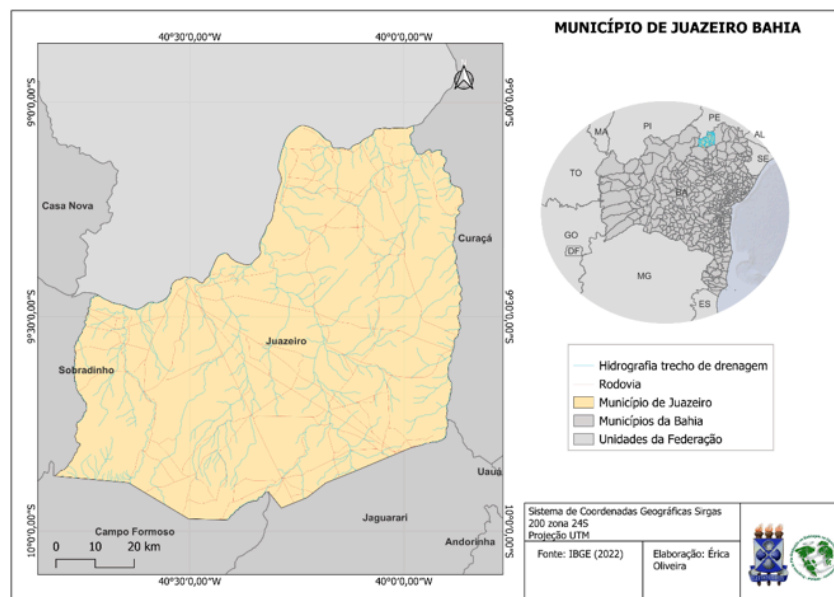 MUNICÍPIO DE JUAZEIRO BAHIA
40°30'0,00"W
40°0'0,00"W
9°0'0,00"S
9°0'0,00"S
Casa Nova
Curaçá
9°30'0,00"S
9°30'0,00"S
Juazeiro
Sobradinho
Uauá
Jaguarari
Campo Formoso
Andorinha
10°0'0,00"S
10°0'0,00"S
0 10 20 km
40°30'0,00"W
40°0'0,00"W
MA
PI
PE
AL
SE
TO
BA
GO
DF
MG
ES
Hidrografia trecho de drenagem
Rodovia
Município de Juazeiro
Municípios da Bahia
Unidades da Federação
Sistema de Coordenadas Geográficas Sirgas
200 zona 24S
Projeção UTM
Fonte: IBGE (2022)
Elaboração: Érica
Oliveira